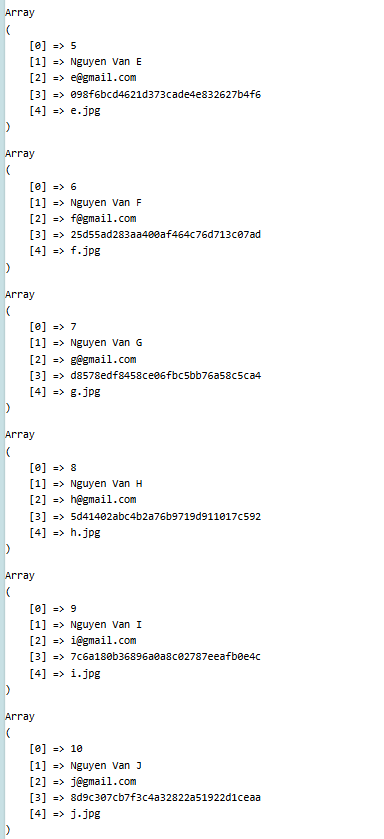 Array
(
    [0] => 5
    [1] => Nguyen Van E
    [2] => e@gmail.com
    [3] => 098f6bcd4621d373cade4e832627b4f6
    [4] => e.jpg
)
Array
(
    [0] => 6
    [1] => Nguyen Van F
    [2] => f@gmail.com
    [3] => 25d55ad283aa400af464c76d713c07ad
    [4] => f.jpg
)
Array
(
    [0] => 7
    [1] => Nguyen Van G
    [2] => g@gmail.com
    [3] => d8578edf8458ce06fbc5bb76a58c5ca4
    [4] => g.jpg
)
Array
(
    [0] => 8
    [1] => Nguyen Van H
    [2] => h@gmail.com
    [3] => 5d41402abc4b2a76b9719d911017c592
    [4] => h.jpg
)
Array
(
    [0] => 9
    [1] => Nguyen Van I
    [2] => i@gmail.com
    [3] => 7c6a180b36896a0a8c02787eeafb0e4c
    [4] => i.jpg
)
Array
(
    [0] => 10
    [1] => Nguyen Van J
    [2] => j@gmail.com
    [3] => 8d9c307cb7f3c4a32822a51922d1ceaa
    [4] => j.jpg
)